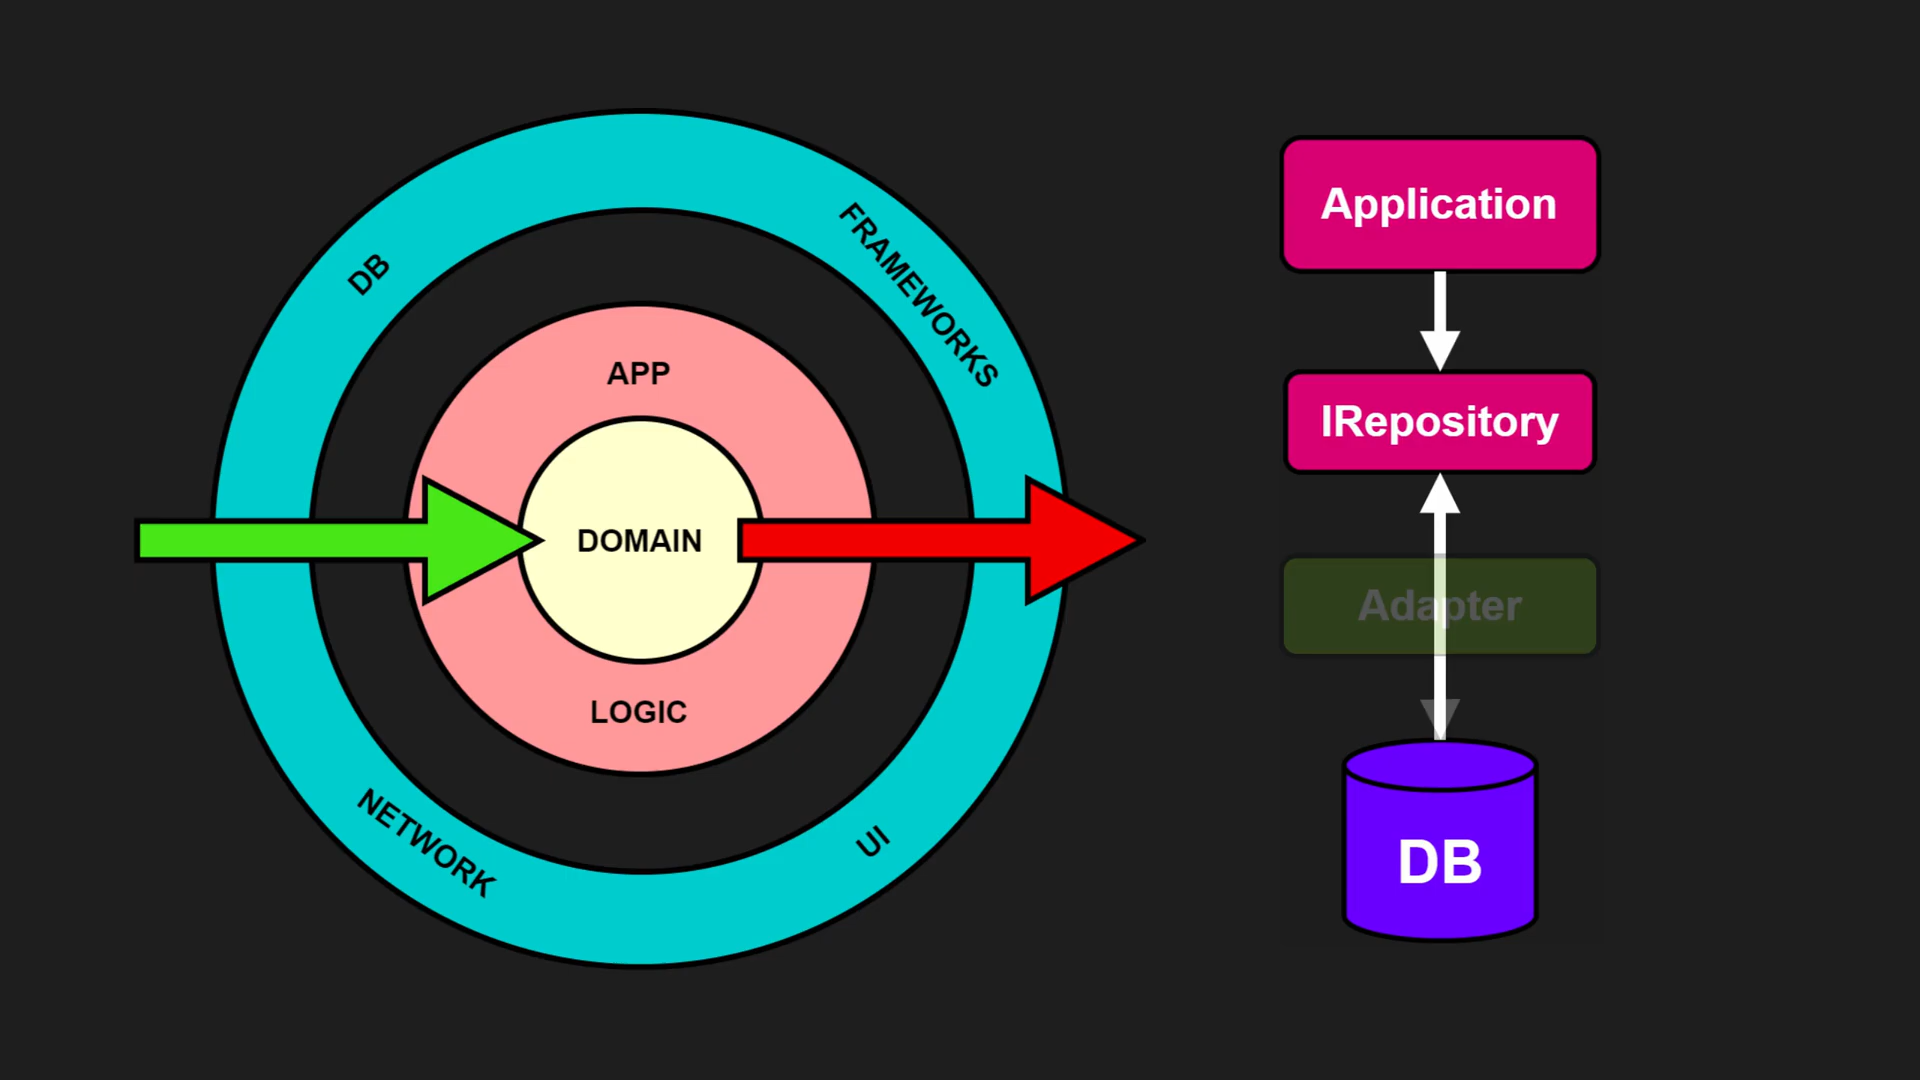 DB
FRAMEWORKS
APP
DOMAIN
LOGIC
NETWORK
UI
Application
IRepository
Adapter
DB